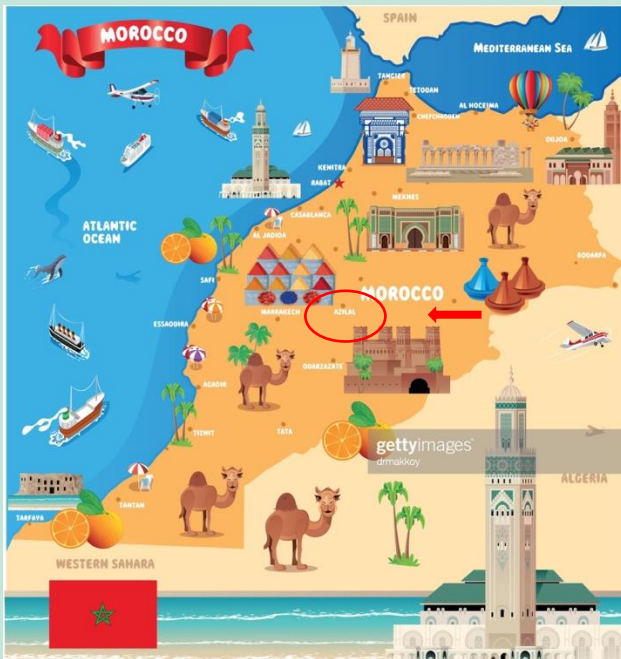 SPAIN
MOROCCO
MEDITERRANEAN SEA
TANGIER
TETOUAN
AL HOCEIMA
CHEFCHAOUEN
OUJDA
KENITRA
RABAT
MEKNES
CASABLANCA
ATLANTIC
OCEAN
AL JADIDA
BOUARFA
SAFI
MOROCCO
MARRAKECH
AZILAL
ESSAOUIRA
OUARZAZATE
AGADIR
TIZNIT
TATA
gettyimages®
drmakkoy
ALGERIA
TANTAN
TARFAYA
WESTERN SAHARA